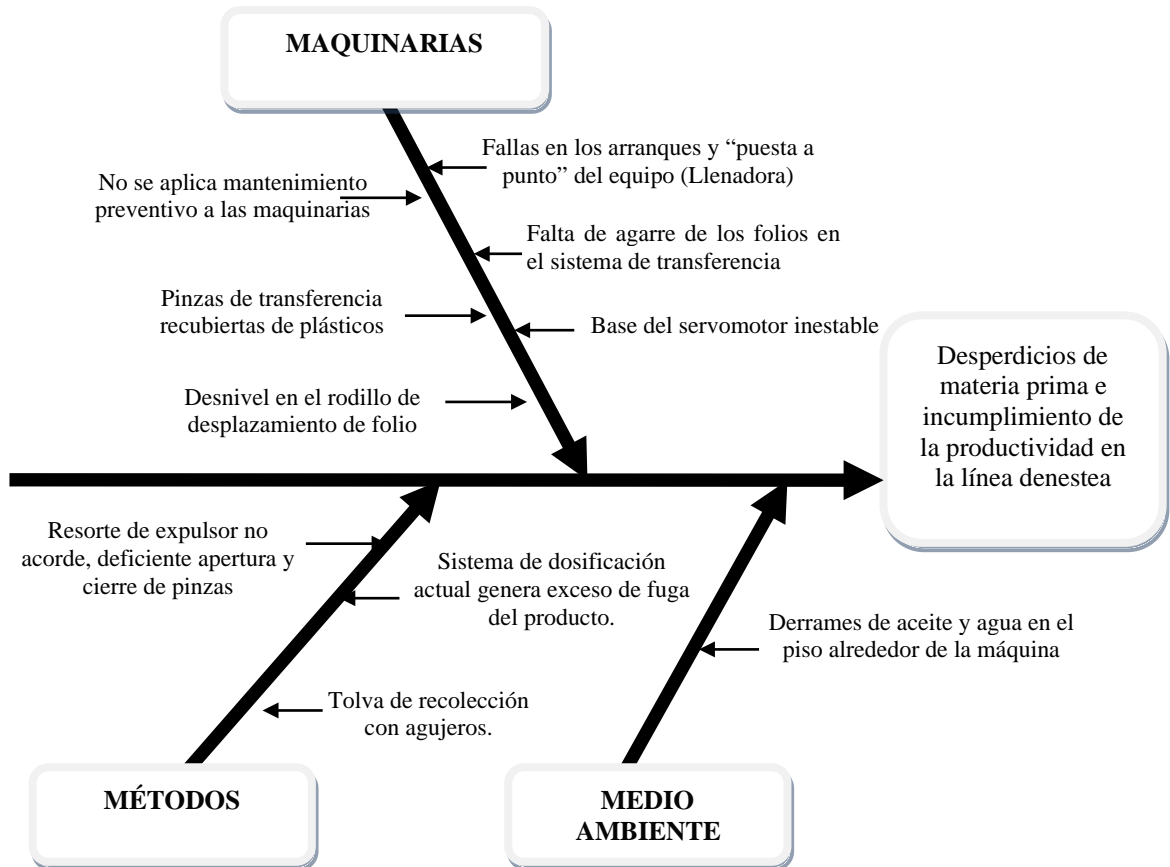 MAQUINARIAS
Fallas en los arranques y “puesta a
punto” del equipo (Llenadora)
No se aplica mantenimiento
preventivo a las maquinarias
Falta de agarre de los folios en
el sistema de transferencia
Pinzas de transferencia
recubiertas de plásticos
Base del servomotor inestable
Desnivel en el rodillo de
desplazamiento de folio
Desperdicios de
materia prima e
incumplimiento de
la productividad en
la línea denestea
Resorte de expulsor no
acorde, deficiente apertura y
cierre de pinzas
Sistema de dosificación
actual genera exceso de fuga
del producto.
Derrames de aceite y agua en el
piso alrededor de la máquina
Tolva de recolección
con agujeros.
MÉTODOS
MEDIO
AMBIENTE